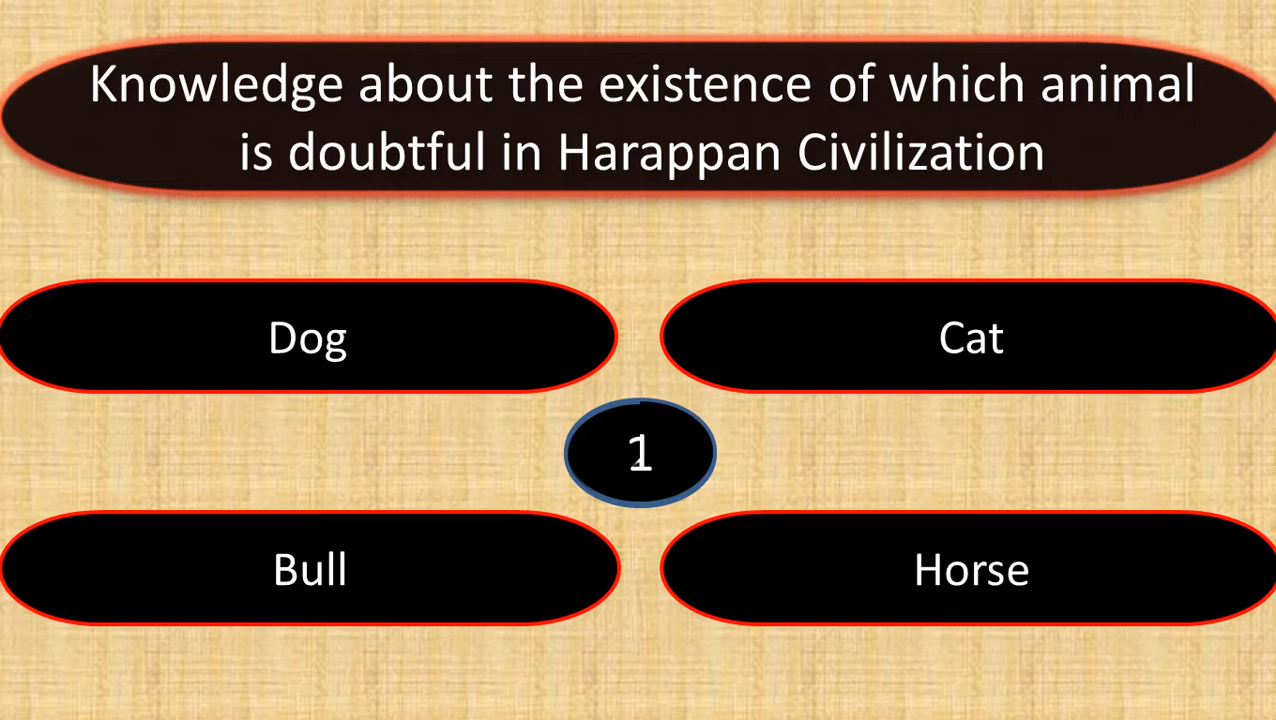 Knowledge about the existence of which animal
is doubtful in Harappan Civilization
Dog
Cat
1
Bull
Horse